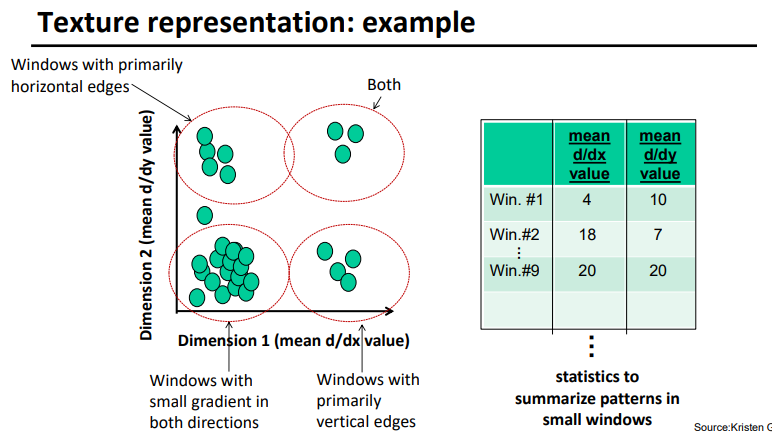 Texture representation: example
Windows with primarily
horizontal edges
Both
Dimension 2 (mean d/dy value)
Dimension 1 (mean d/dx value)
Windows with
small gradient in
both directions
Windows with
primarily
vertical edges
mean
d/dx
value
mean
d/dy
value
Win. #1 4 10
Win.#2 18 7
⋮
Win.#9 20 20
⋮
statistics to
summarize patterns in
small windows
Source:Kristen G